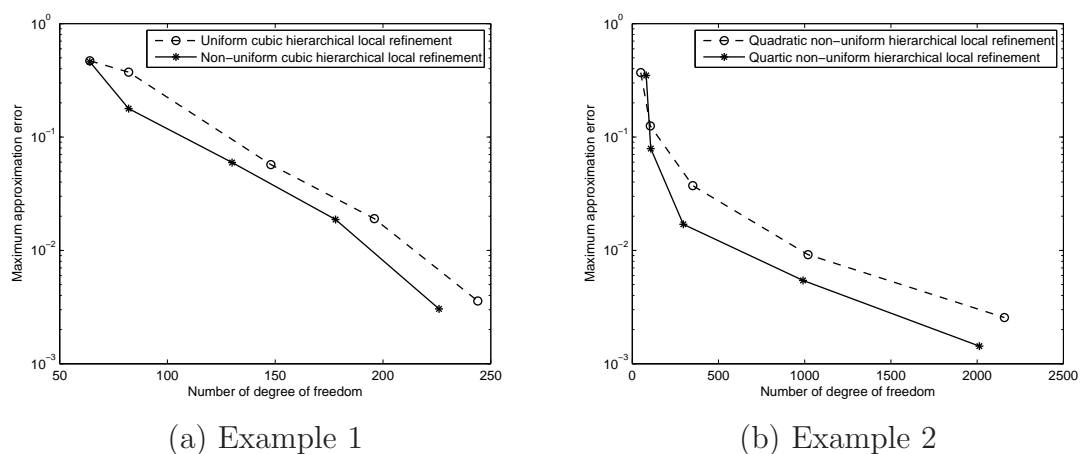 10^0
10^-1
10^-2
10^-3
Maximum approximation error
Uniform cubic hierarchical local refinement
Non-uniform cubic hierarchical local refinement
50 100 150 200 250
Number of degree of freedom
(a) Example 1
10^0
10^-1
10^-2
10^-3
Maximum approximation error
Quadratic non-uniform hierarchical local refinement
Quartic non-uniform hierarchical local refinement
0 500 1000 1500 2000 2500
Number of degree of freedom
(b) Example 2